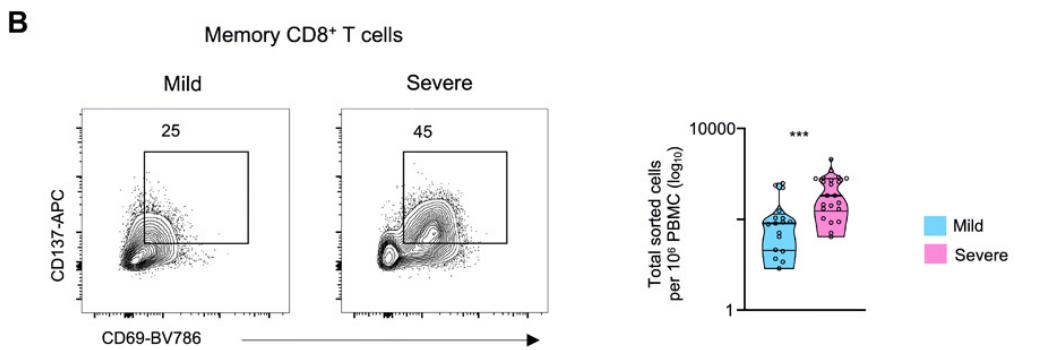 B
Memory CD8⁺ T cells
Mild
Severe
25
45
CD137-APC
CD69-BV786
10000
***
1
Total sorted cells
per 10⁶ PBMC (log₁₀)
Mild
Severe